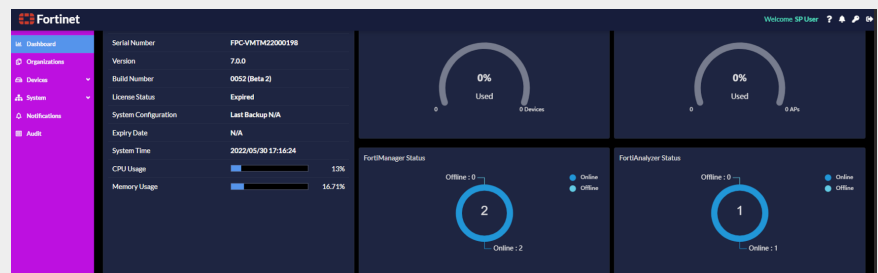 Fortinet
Welcome SP User
Dashboard
Organizations
Devices
System
Notifications
Audit
Serial Number FPC-VMTM22000198
Version 7.0.0
Build Number 0052 (Beta 2)
License Status Expired
System Configuration Last Backup N/A
Expiry Date N/A
System Time 2022/05/30 17:16:24
CPU Usage 13%
Memory Usage 16.71%
0%
Used
0 0 Devices
0%
Used
0 0 APs
FortiManager Status
Offline : 0
Online
Offline
2
Online : 2
FortiAnalyzer Status
Offline : 0
Online
Offline
1
Online : 1